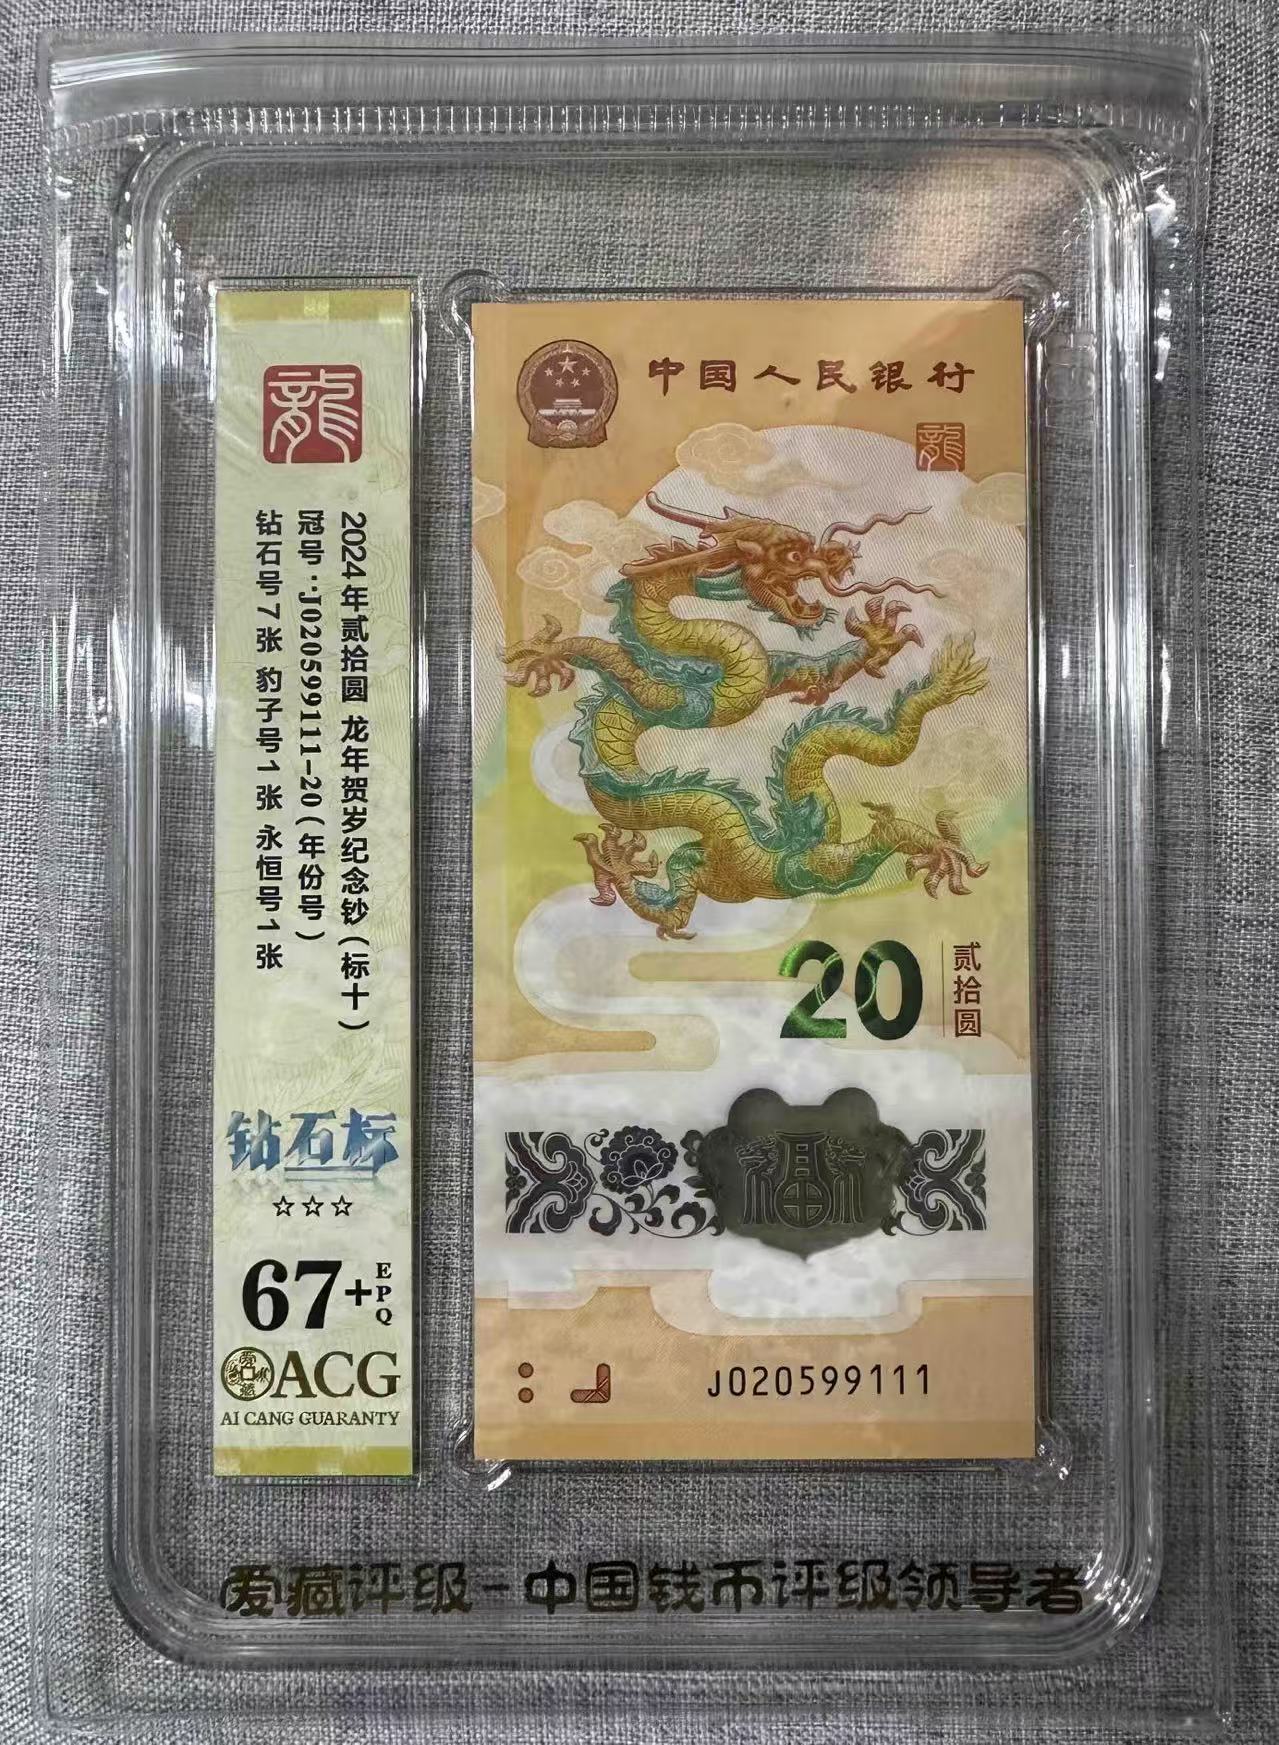 龍
2024年贰拾圆 龙年贺岁纪念钞(标十)
冠号:J020599111-20(年份号)
钻石号7张 豹子号1张 永恒号1张
钻石标
☆☆☆
67+EPQ
ACG
AI CANG GUARANTY
中国人民银行
龍
20
贰拾圆
福
J020599111
爱藏评级-中国钱币评级领导者